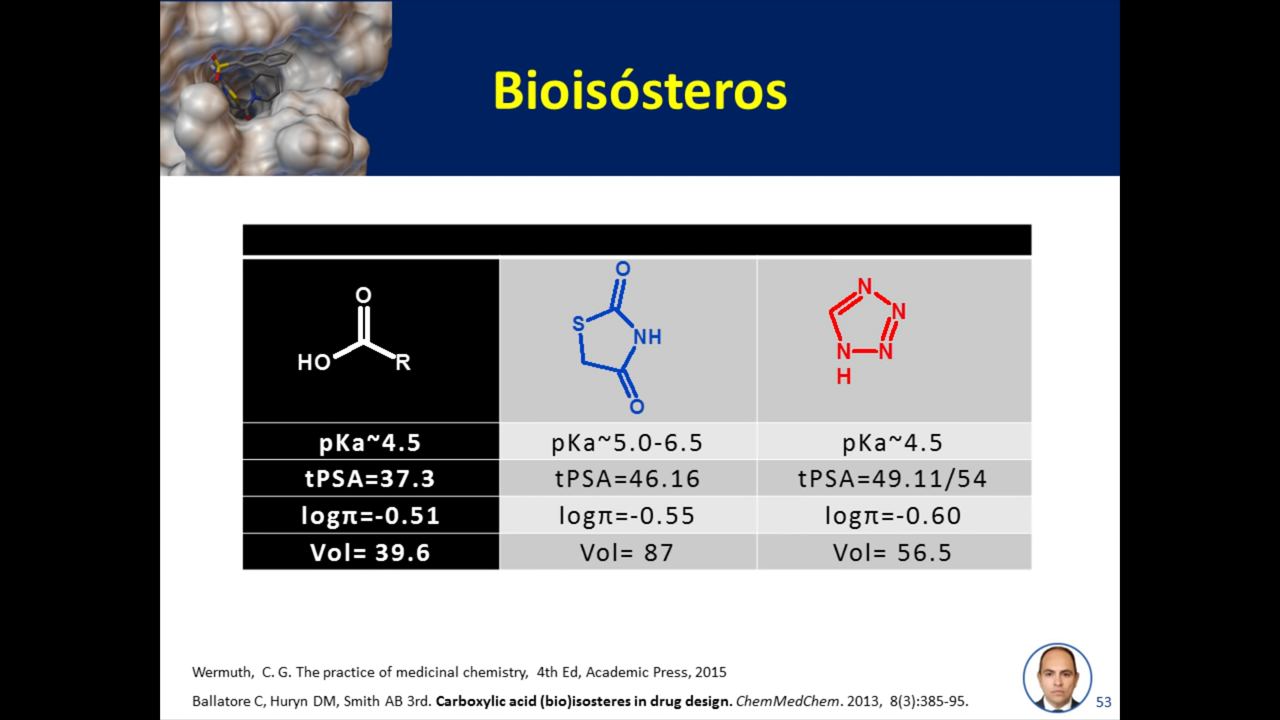 Bioisósteros
O
HO
R
O
S
NH
O
N
N
N
N
H
pKa~4.5
pKa~5.0-6.5
pKa~4.5
tPSA=37.3
tPSA=46.16
tPSA=49.11/54
logπ=-0.51
logπ=-0.55
logπ=-0.60
Vol= 39.6
Vol= 87
Vol= 56.5
Wermuth, C. G. The practice of medicinal chemistry, 4th Ed, Academic Press, 2015
Ballatore C, Huryn DM, Smith AB 3rd. Carboxylic acid (bio)isosteres in drug design. ChemMedChem. 2013, 8(3):385-95.
53